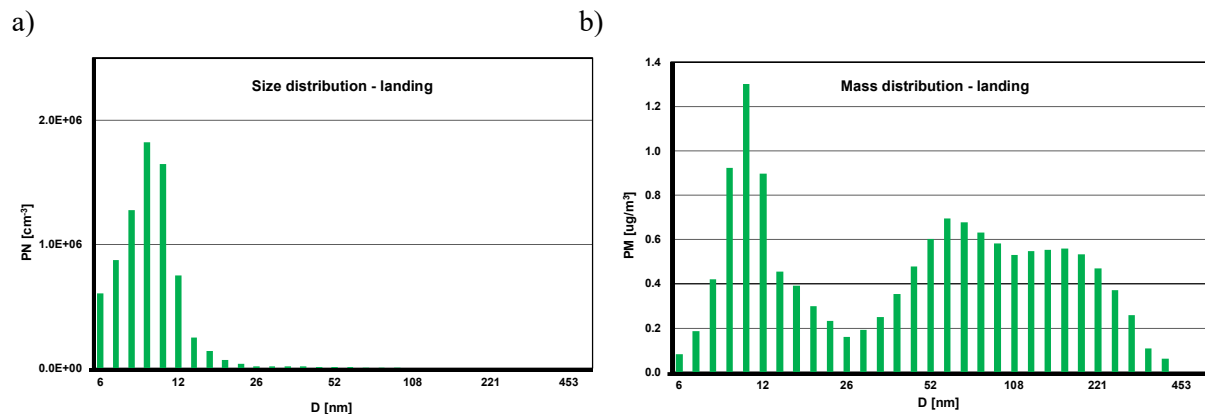 a)
b)
Size distribution - landing
2.0E+06
1.0E+06
0.0E+00
PN [cm-3]
6 12 26 52 108 221 453
D [nm]
Mass distribution - landing
1.4
1.2
1.0
0.8
0.6
0.4
0.2
0.0
PM [ug/m³]
6 12 26 52 108 221 453
D [nm]